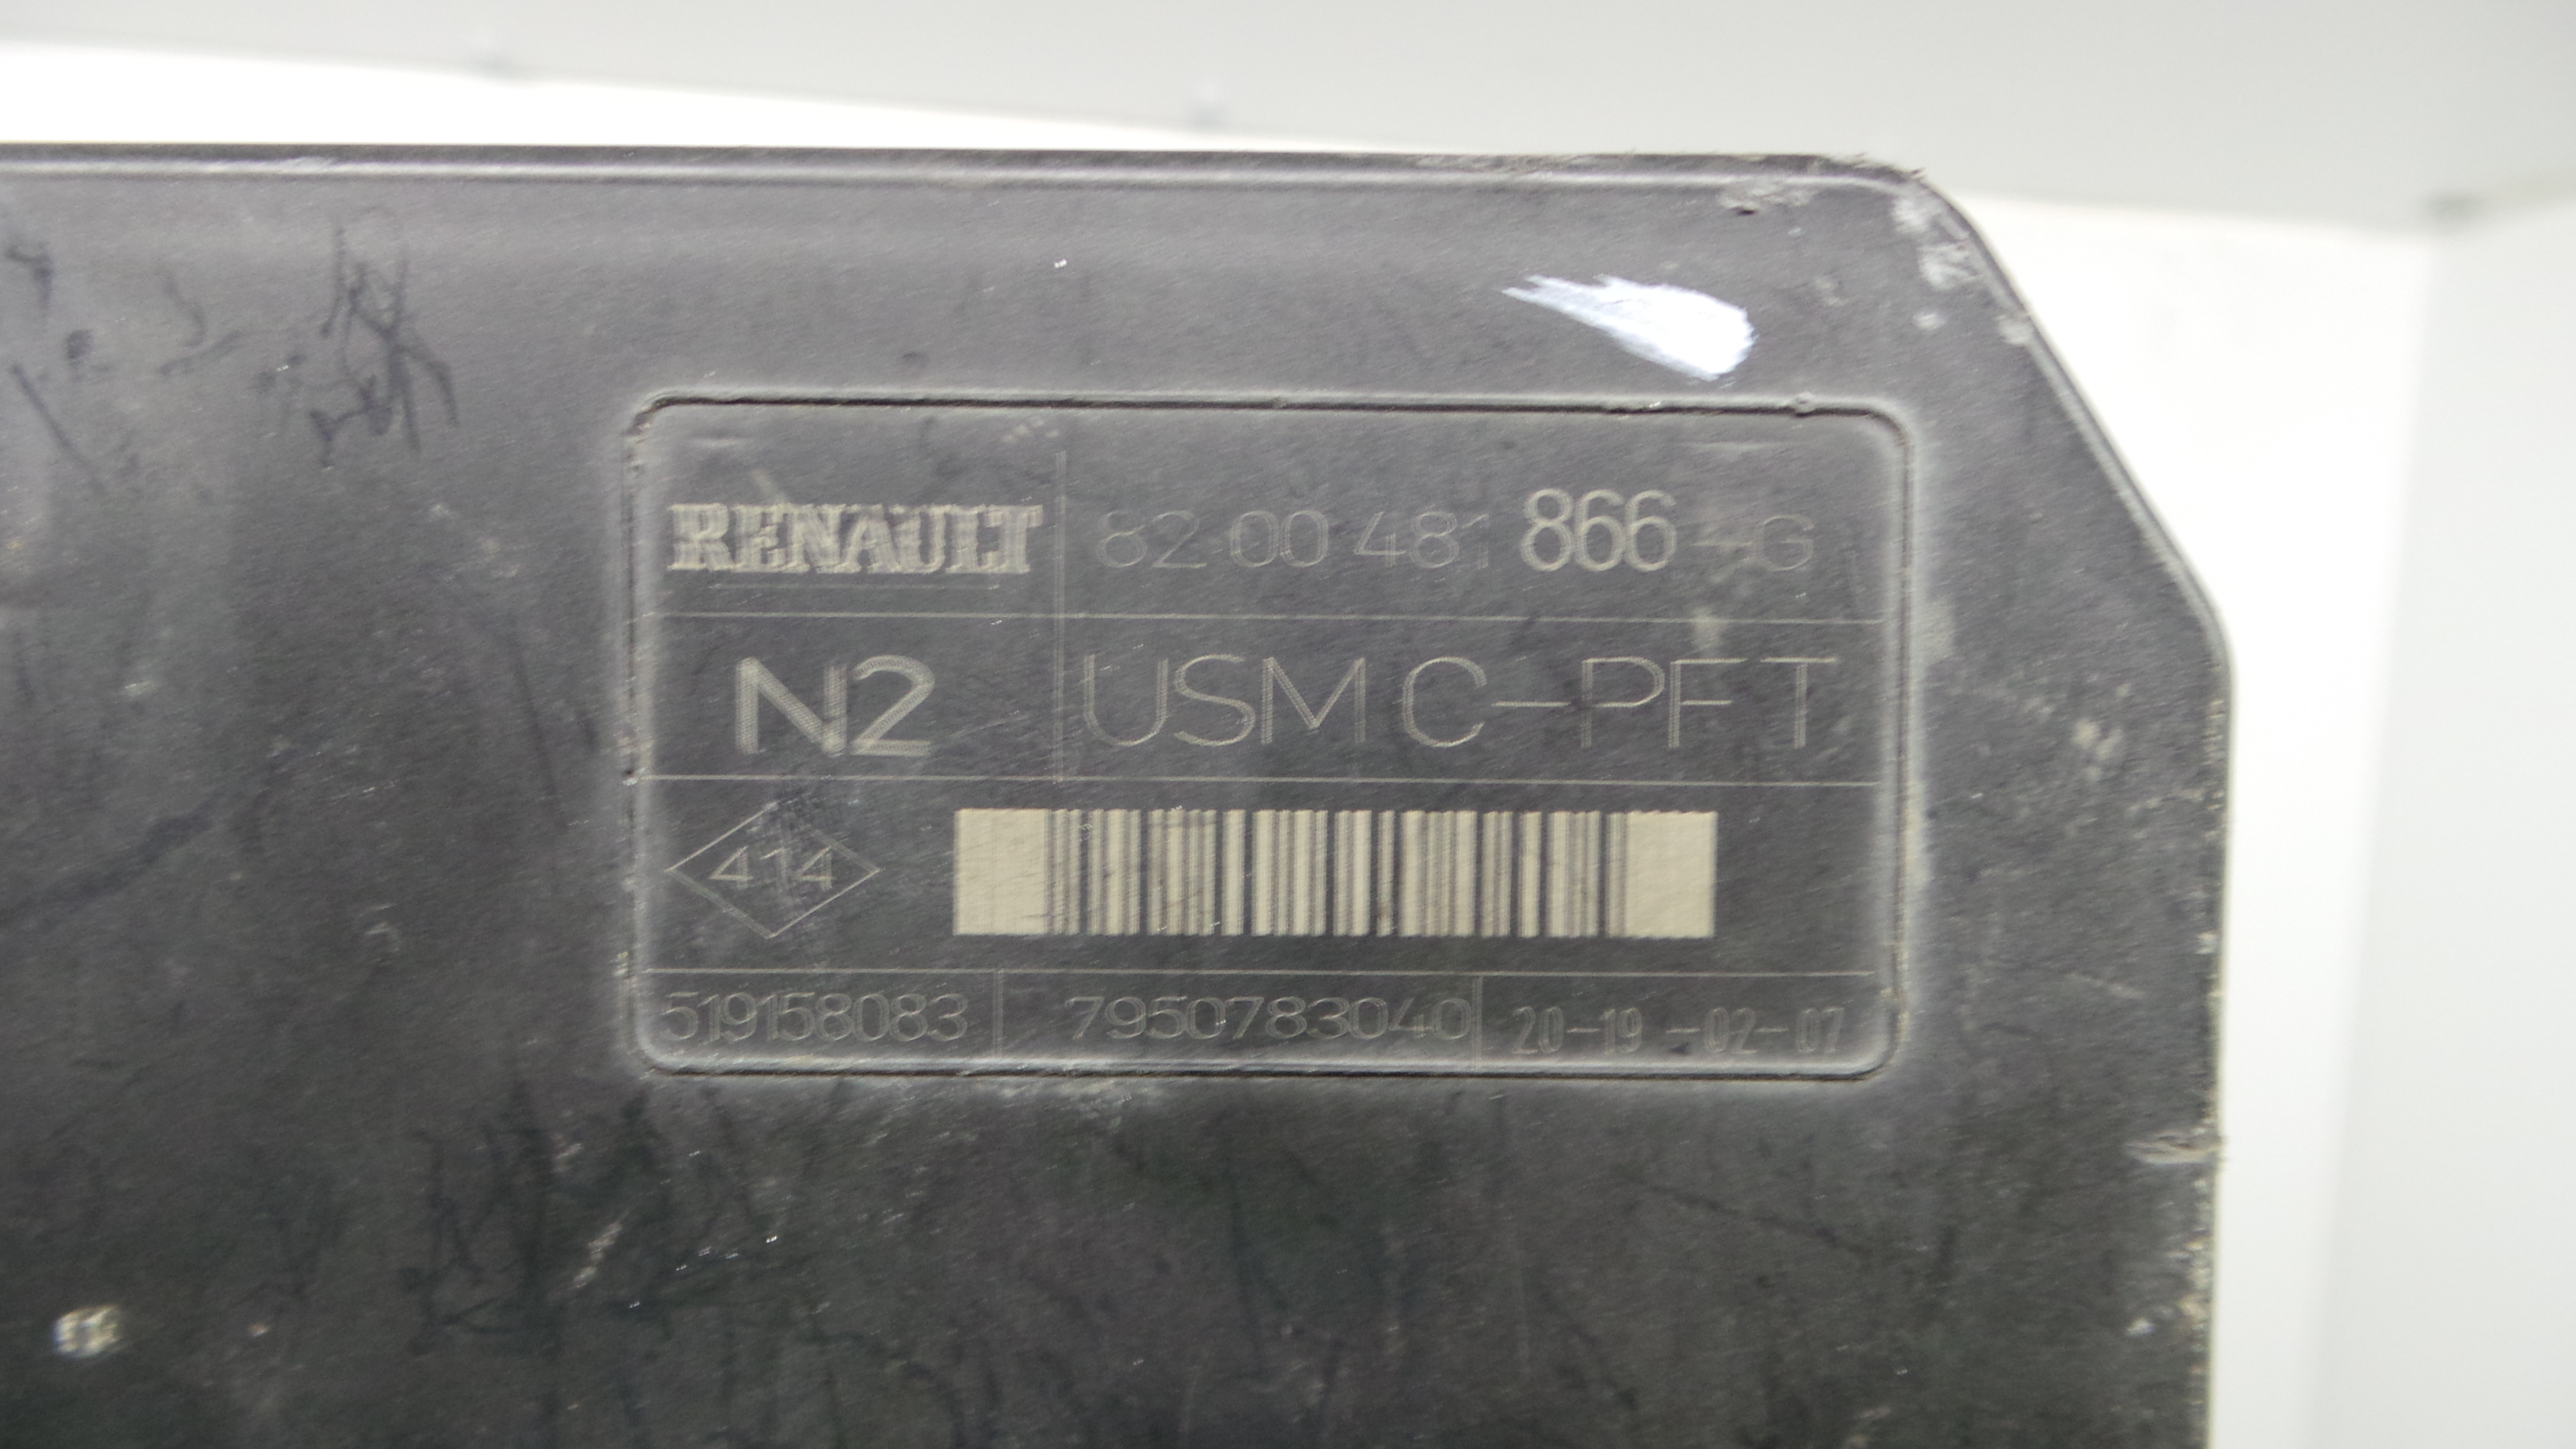 RENAULT 82 00 481 866 -G
N2 USM C-PFT
414
519158083 7950783040 20-19 -02-07